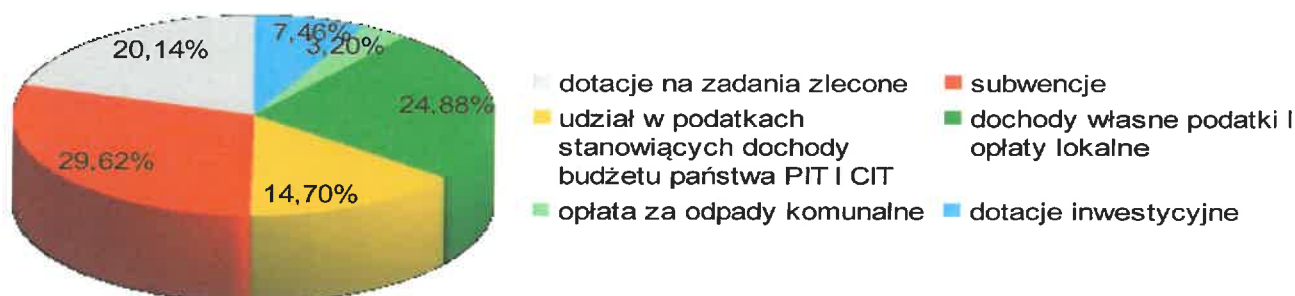 7,46%
3,20%
20,14%
24,88%
29,62%
14,70%
dotacje na zadania zlecone
subwencje
udział w podatkach
stanowiących dochody
budżetu państwa PIT I CIT
dochody własne podatki I
opłaty lokalne
opłata za odpady komunalne
dotacje inwestycyjne